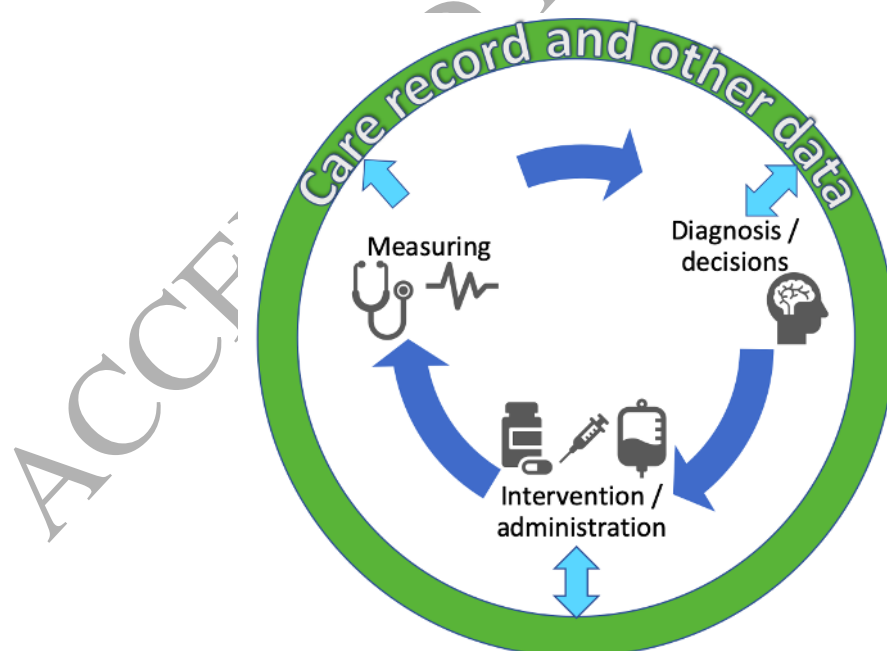 Care record and other data
Measuring
Diagnosis /
decisions
Intervention /
administration